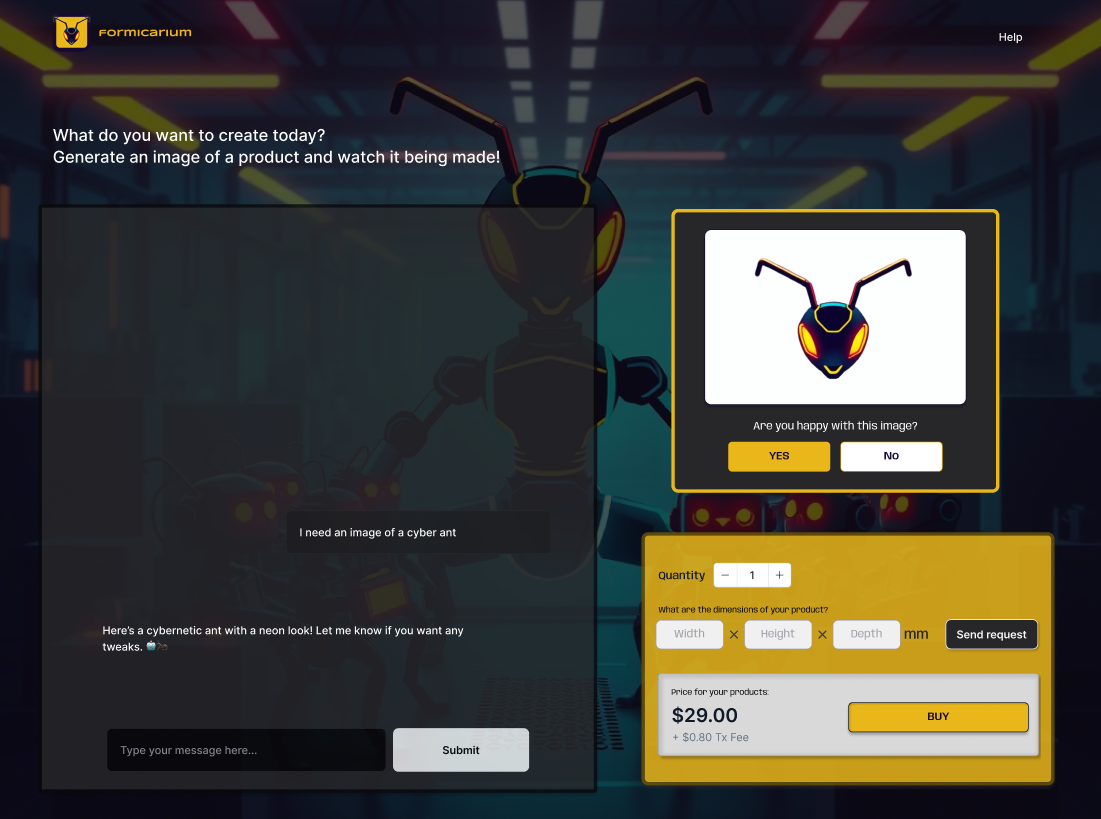 Formicarium
Help
What do you want to create today?
Generate an image of a product and watch it being made!
I need an image of a cyber ant
Here's a cybernetic ant with a neon look! Let me know if you want any
tweaks. 🤖🐜
Type your message here...
Submit
Are you happy with this image?
YES
No
Quantity
− 1 +
What are the dimensions of your product?
Width × Height × Depth mm
Send request
Price for your products:
$29.00
+ $0.80 Tx Fee
BUY